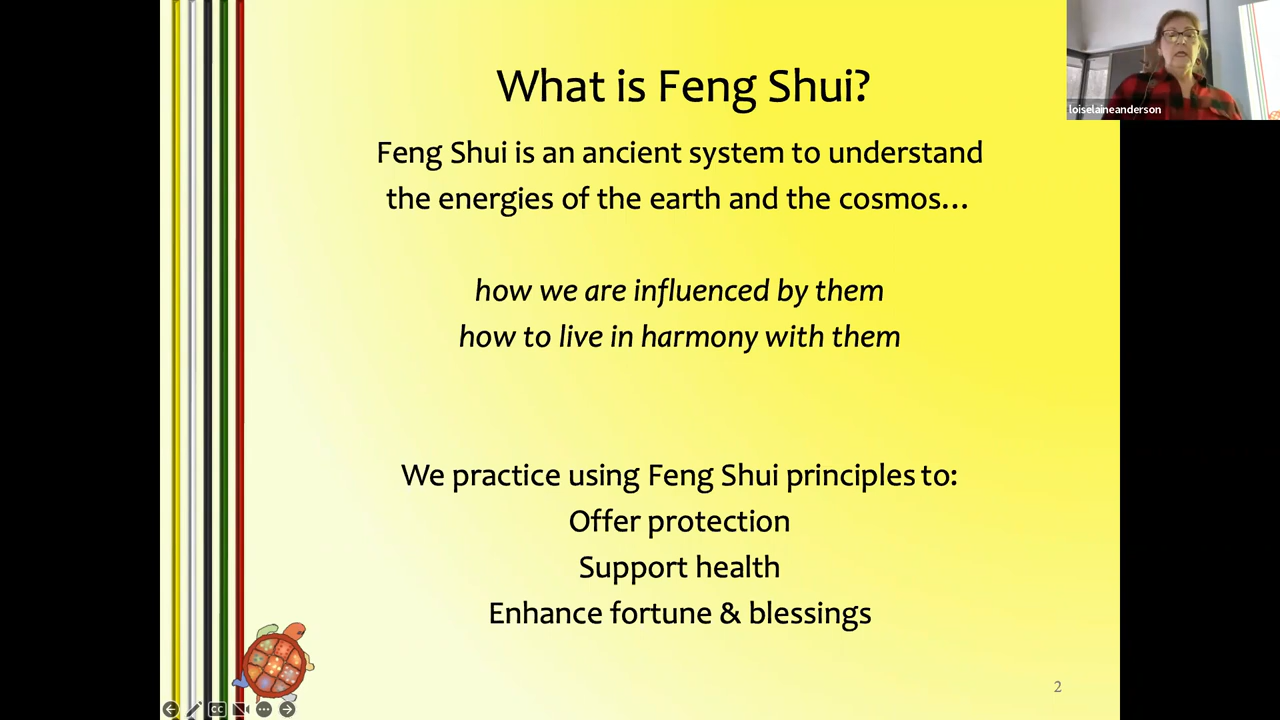 What is Feng Shui?
loiselaineanderson
Feng Shui is an ancient system to understand
the energies of the earth and the cosmos…
how we are influenced by them
how to live in harmony with them
We practice using Feng Shui principles to:
Offer protection
Support health
Enhance fortune & blessings
2
CC